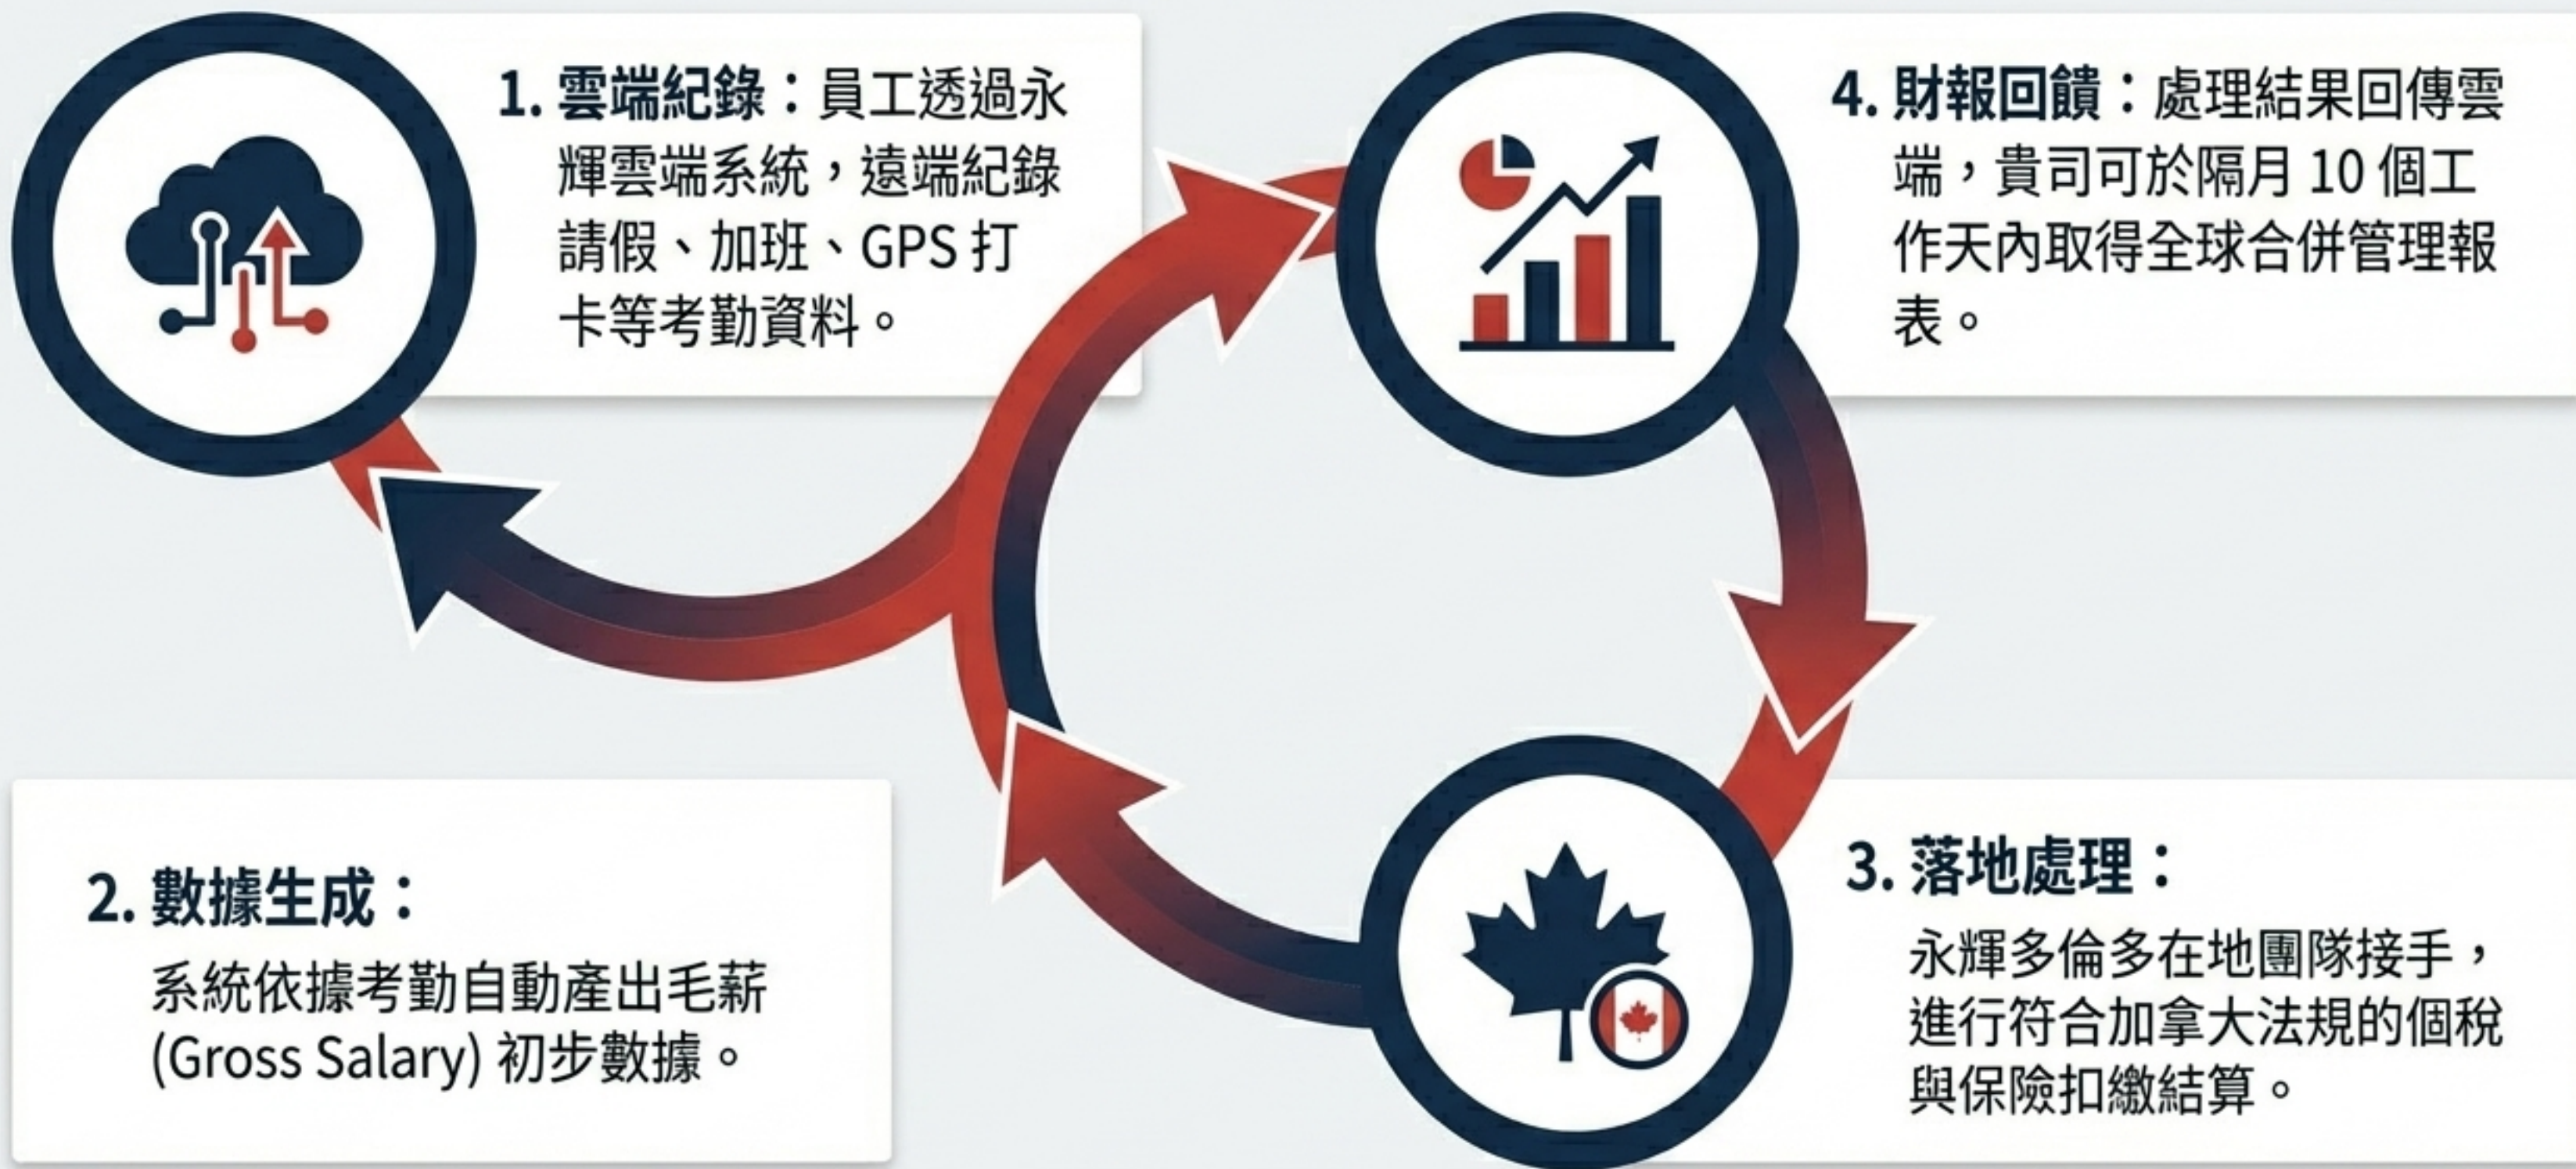 1. 雲端紀錄：員工透過永
輝雲端系統，遠端紀錄
請假、加班、GPS 打
卡等考勤資料。
2. 數據生成：
系統依據考勤自動產出毛薪
(Gross Salary) 初步數據。
3. 落地處理：
永輝多倫多在地團隊接手，
進行符合加拿大法規的個稅
與保險扣繳結算。
4. 財報回饋：處理結果回傳雲
端，貴司可於隔月 10 個工
作天內取得全球合併管理報
表。